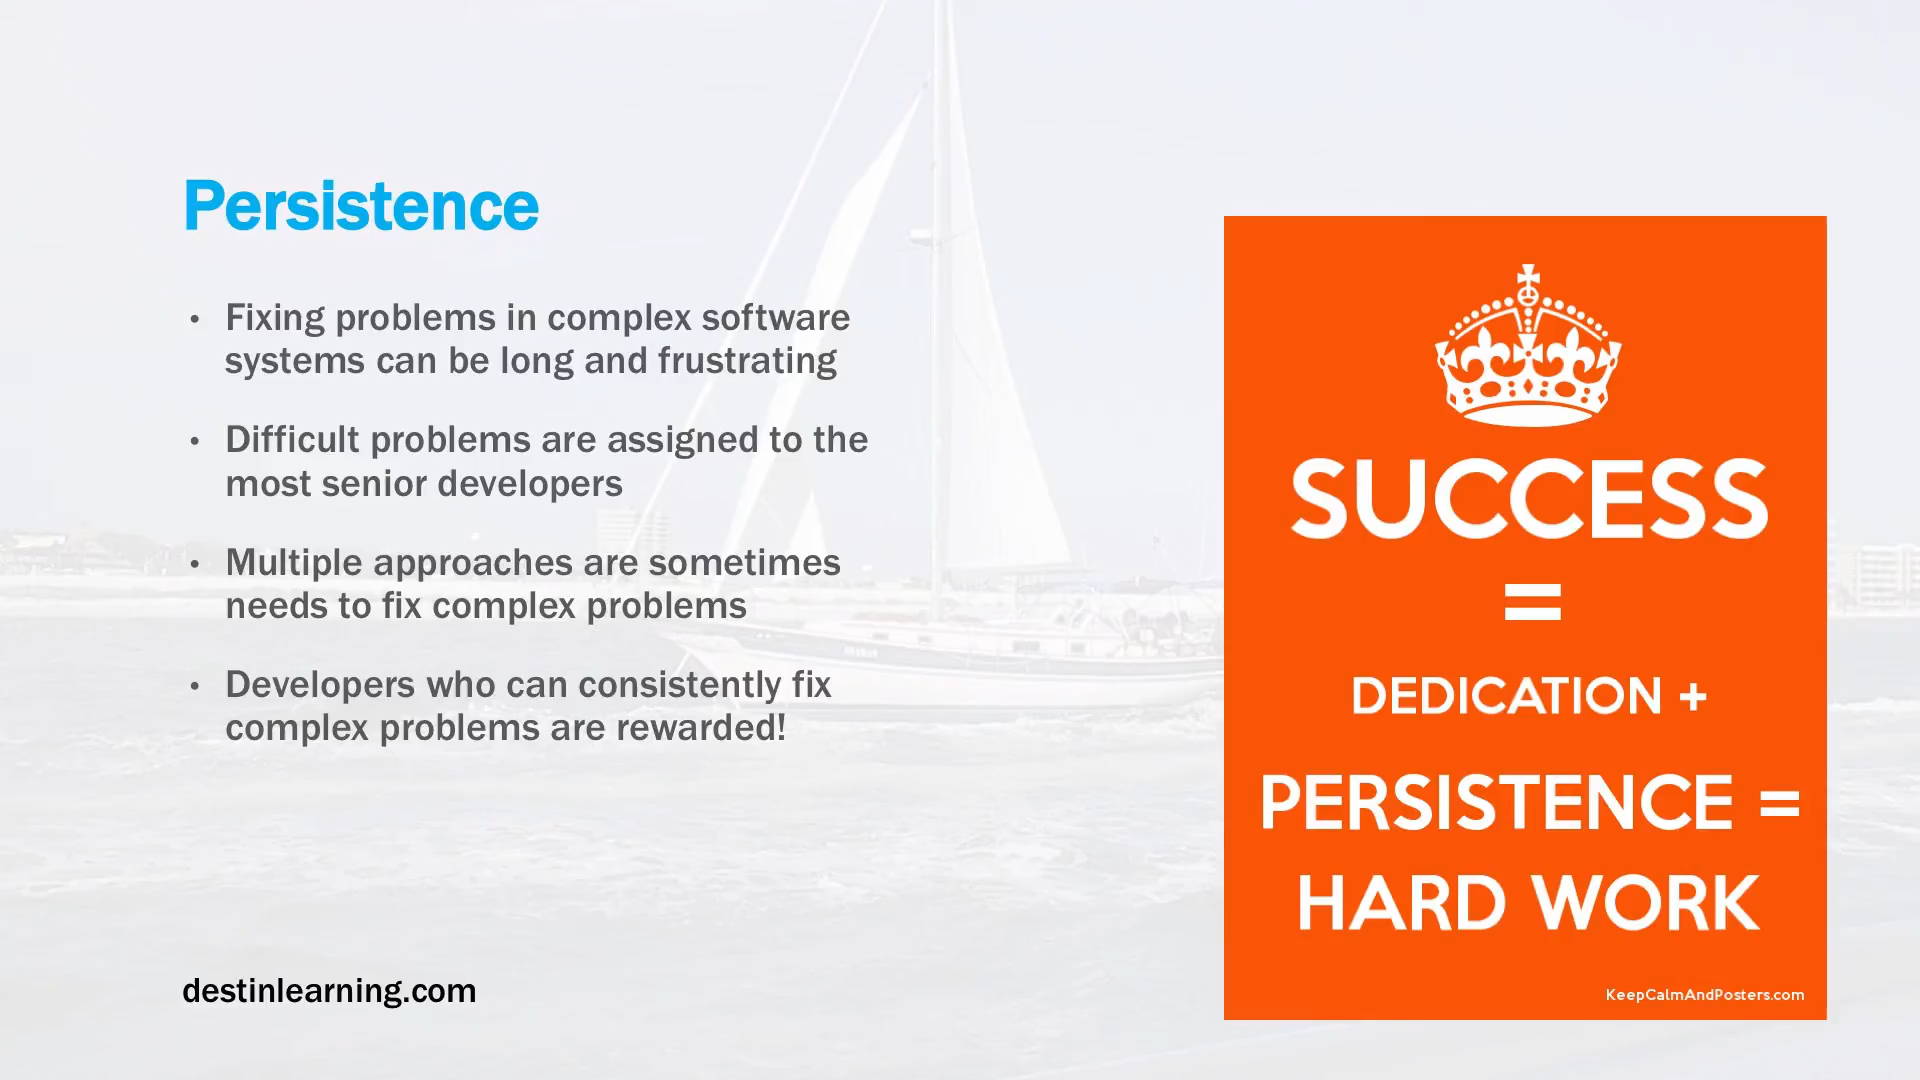 Persistence
• Fixing problems in complex software
systems can be long and frustrating
• Difficult problems are assigned to the
most senior developers
• Multiple approaches are sometimes
needs to fix complex problems
• Developers who can consistently fix
complex problems are rewarded!
destinlearning.com
SUCCESS
=
DEDICATION +
PERSISTENCE =
HARD WORK
KeepCalmAndPosters.com